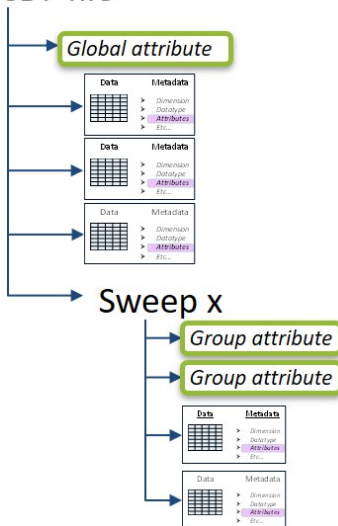 Global attribute
Data Metadata
Dimension
Datatype
Attributes
Etc...
Data Metadata
Dimension
Datatype
Attributes
Etc...
Data Metadata
Dimension
Datatype
Attributes
Etc...
Sweep x
Group attribute
Group attribute
Data Metadata
Dimension
Datatype
Attributes
Etc...
Data Metadata
Dimension
Datatype
Attributes
Etc...